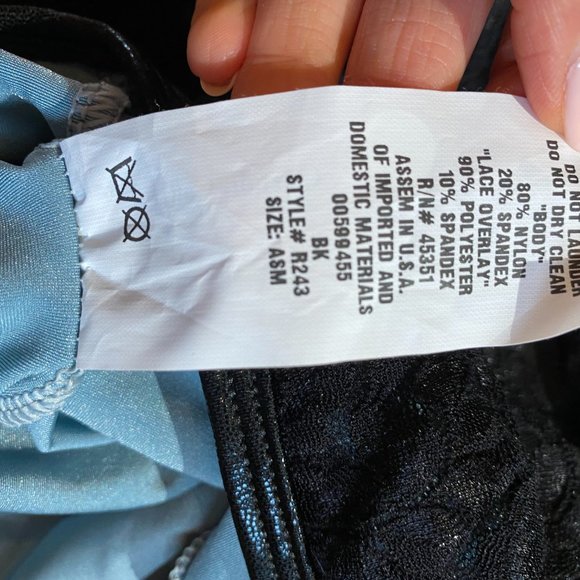 DO NOT LAUNDER
DO NOT DRY CLEAN
"BODY"
80% NYLON
20% SPANDEX
"LACE OVERLAY"
90% POLYESTER
10% SPANDEX
R/N# 45351
ASSEM IN U.S.A.
OF IMPORTED AND
DOMESTIC MATERIALS
00599455
BK
STYLE# R243
SIZE: ASM